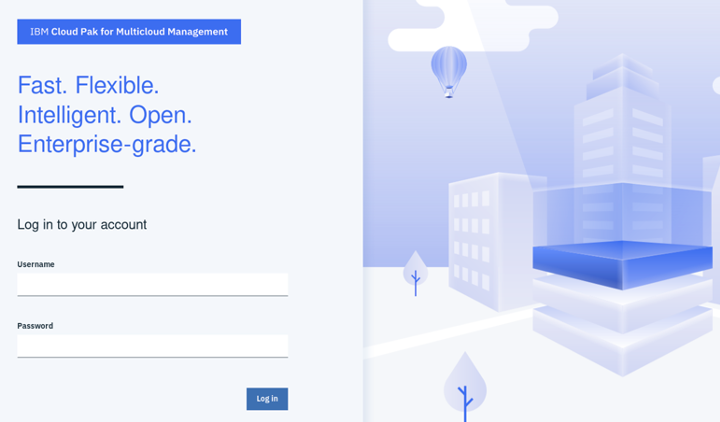 IBM Cloud Pak for Multicloud Management
Fast. Flexible.
Intelligent. Open.
Enterprise-grade.
Log in to your account
Username
Password
Log in